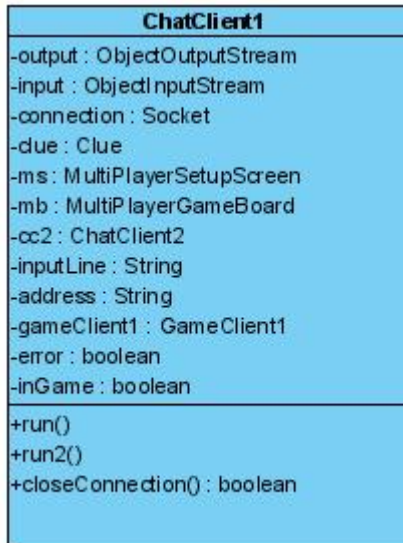 ChatClient1
-output : ObjectOutputStream
-input : ObjectInputStream
-connection : Socket
-clue : Clue
-ms : MultiPlayerSetupScreen
-mb : MultiPlayerGameBoard
-cc2 : ChatClient2
-inputLine : String
-address : String
-gameClient1 : GameClient1
-error : boolean
-inGame : boolean
+run()
+run2()
+closeConnection() : boolean